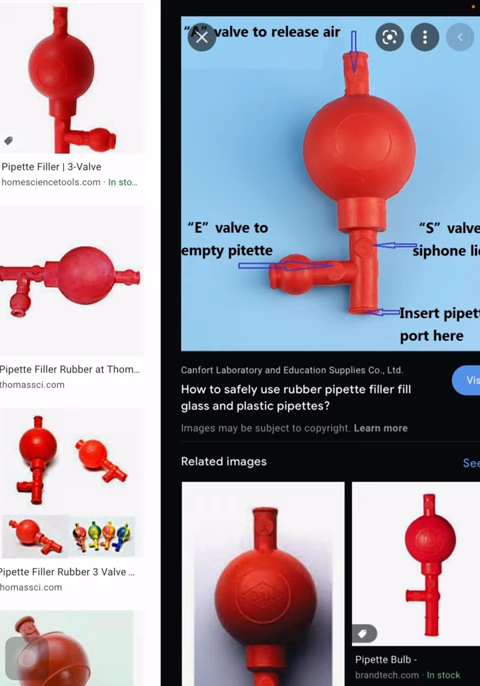 Pipette Filler | 3-Valve
homesciencetools.com · In sto...
Pipette Filler Rubber at Thom...
thomassci.com
Pipette Filler Rubber 3 Valve ...
homassci.com
“A” valve to release air
“E” valve to
empty pitette
“S” valve
siphone li
Insert pipet
port here
Canfort Laboratory and Education Supplies Co., Ltd.
How to safely use rubber pipette filler fill
glass and plastic pipettes?
Images may be subject to copyright. Learn more
Vis
Related images
See
Pipette Bulb -
brandtech.com · In stock